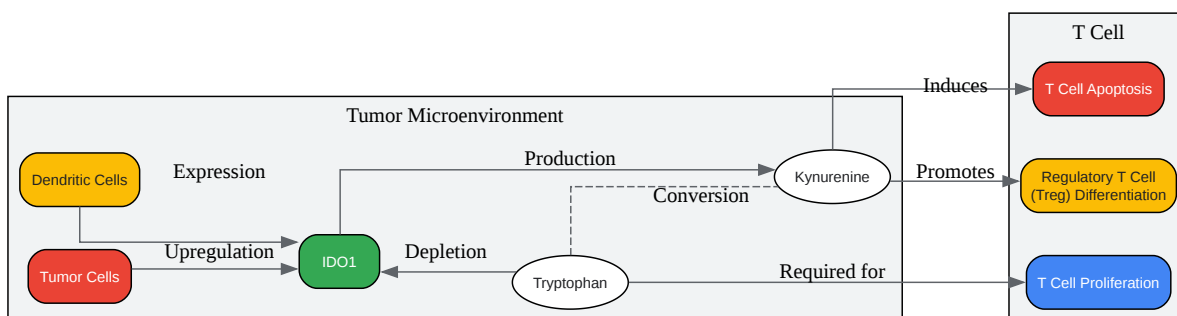 T Cell
Induces
T Cell Apoptosis
Tumor Microenvironment
Production
Expression
Dendritic Cells
Kynurenine
Promotes
Regulatory T Cell
(Treg) Differentiation
Conversion
Upregulation
Depletion
IDO1
Tumor Cells
Tryptophan
Required for
T Cell Proliferation